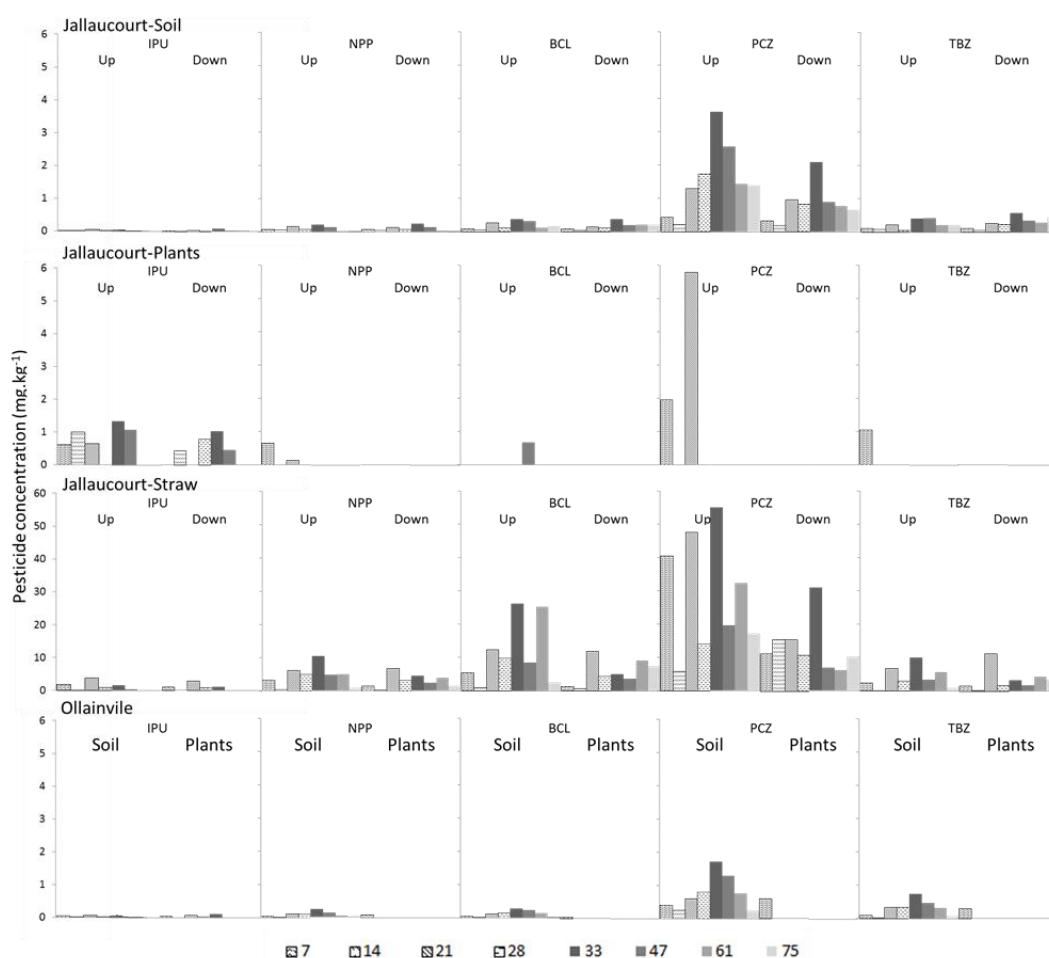 Jallaucourt-Soil
IPU NPP BCL PCZ TBZ
Up Down Up Down Up Down Up Down Up Down
6
5
4
3
2
1
0
Jallaucourt-Plants
IPU NPP BCL PCZ TBZ
Up Down Up Down Up Down Up Down Up Down
6
5
4
3
2
1
0
Pesticide concentration (mg.kg⁻¹)
Jallaucourt-Straw
IPU NPP BCL PCZ TBZ
Up Down Up Down Up Down Up Down Up Down
60
50
40
30
20
10
0
Ollainvile
IPU NPP BCL PCZ TBZ
Soil Plants Soil Plants Soil Plants Soil Plants Soil Plants
6
5
4
3
2
1
0
7 14 21 28 33 47 61 75